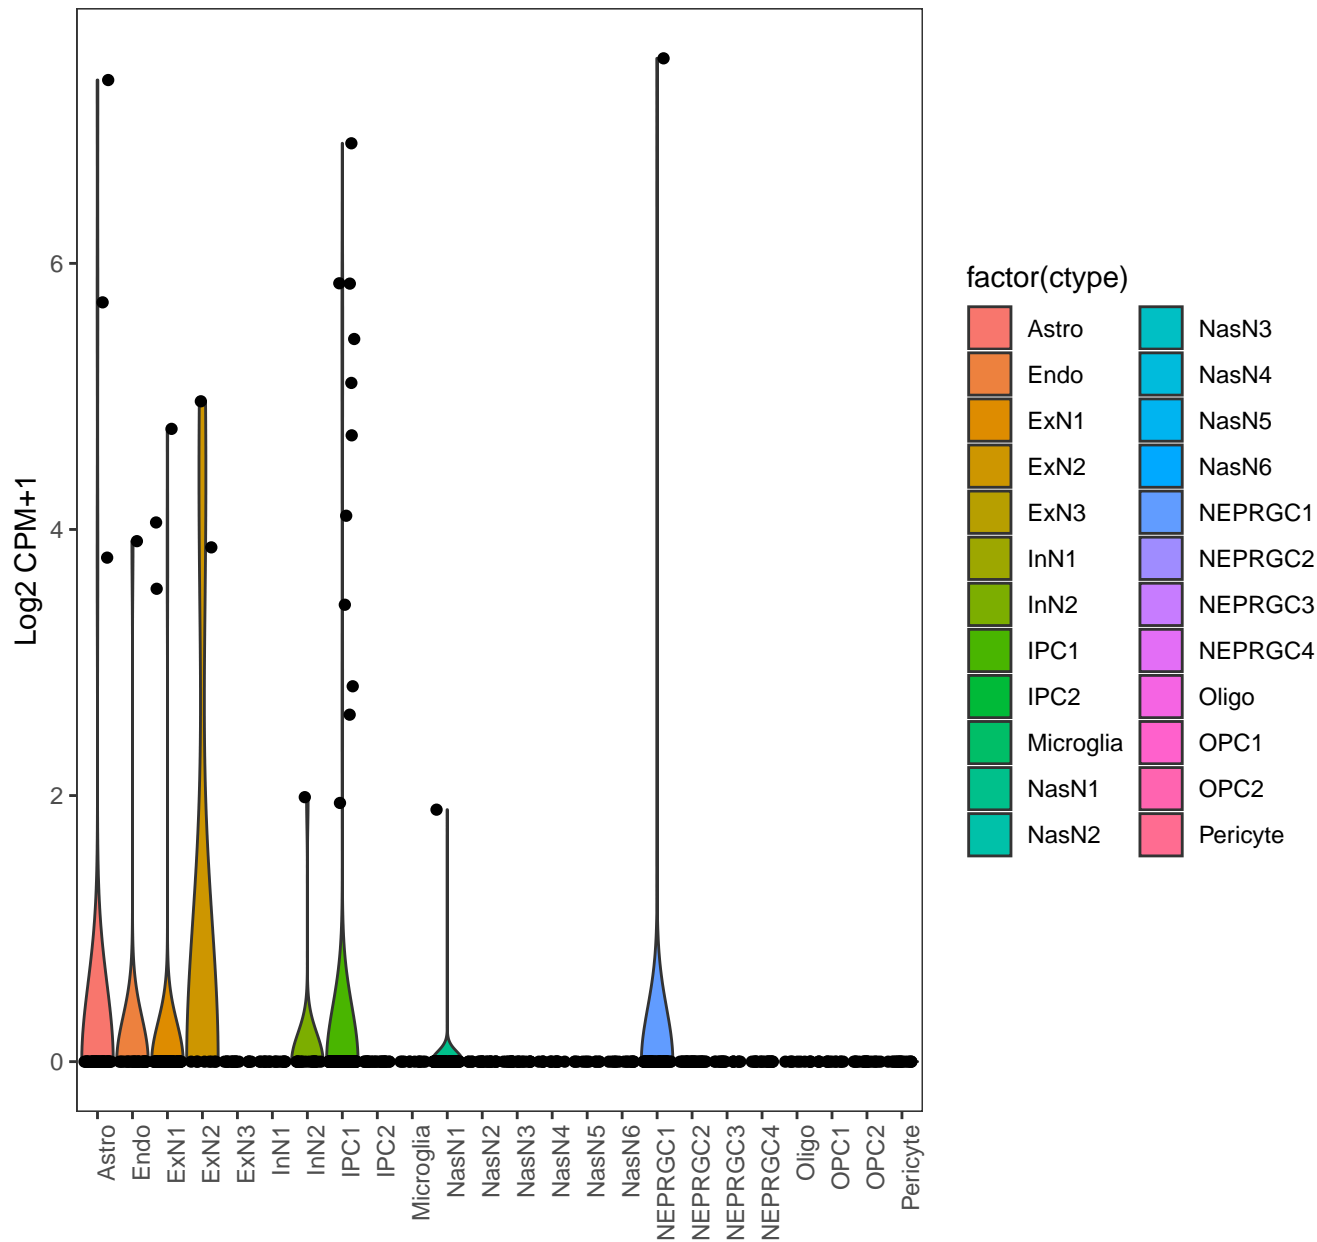 Log2 CPM+1
6
4
2
0
Astro
Endo
ExN1
ExN2
ExN3
InN1
InN2
IPC1
IPC2
Microglia
NasN1
NasN2
NasN3
NasN4
NasN5
NasN6
NEPRGC1
NEPRGC2
NEPRGC3
NEPRGC4
Oligo
OPC1
OPC2
Pericyte
factor(ctype)
Astro
Endo
ExN1
ExN2
ExN3
InN1
InN2
IPC1
IPC2
Microglia
NasN1
NasN2
NasN3
NasN4
NasN5
NasN6
NEPRGC1
NEPRGC2
NEPRGC3
NEPRGC4
Oligo
OPC1
OPC2
Pericyte